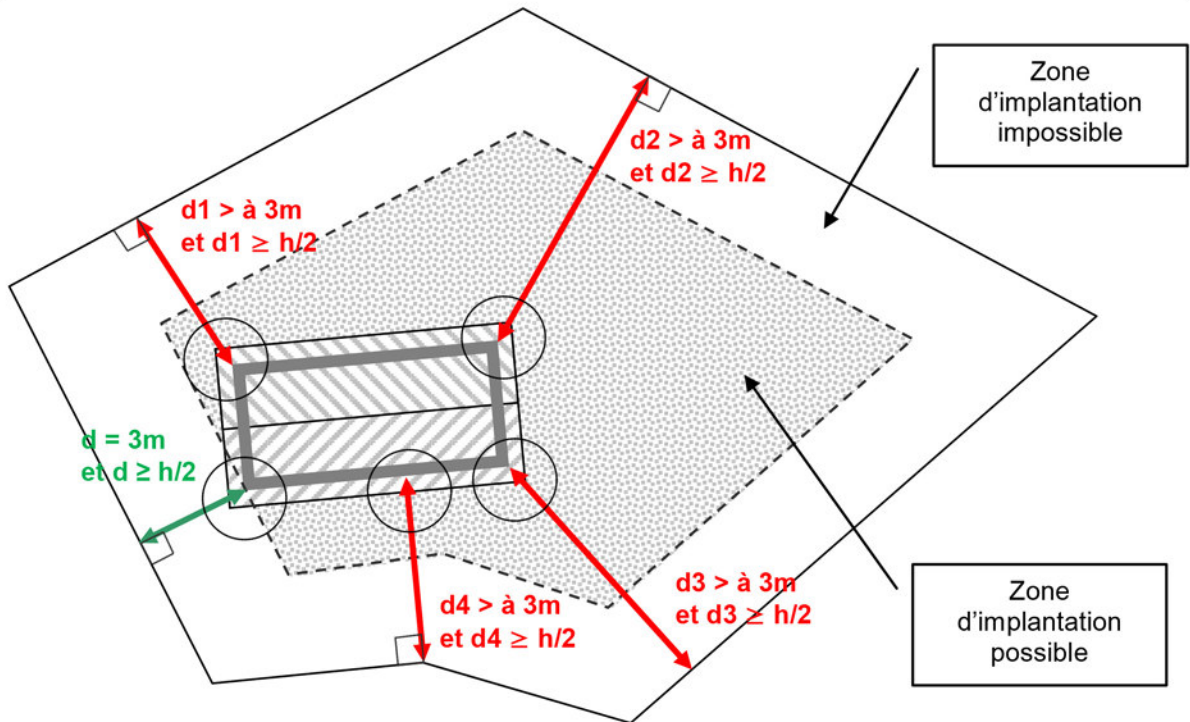 Zone
d'implantation
impossible
d2 > à 3m
et d2 ≥ h/2
d1 > à 3m
et d1 ≥ h/2
d = 3m
et d ≥ h/2
d4 > à 3m
et d4 ≥ h/2
d3 > à 3m
et d3 ≥ h/2
Zone
d'implantation
possible